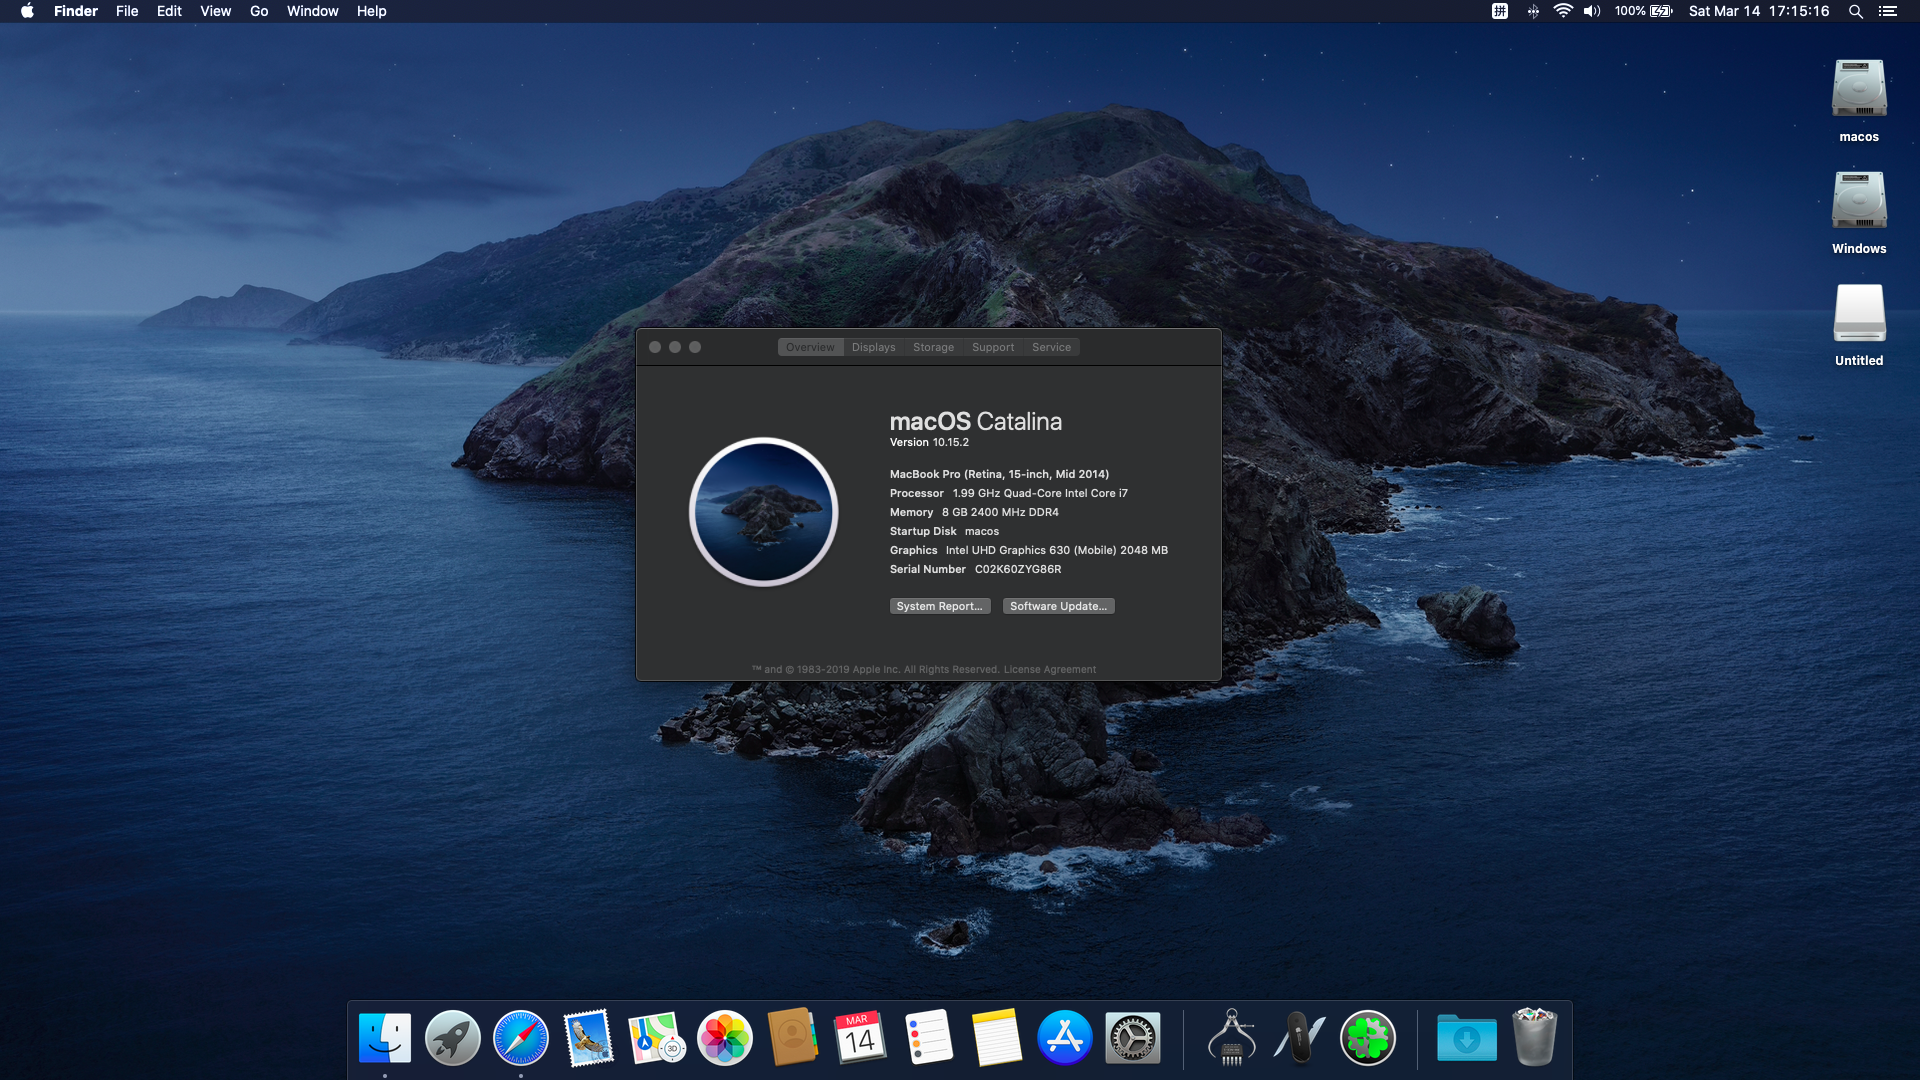 Finder File Edit View Go Window Help 拼 100% Sat Mar 14 17:15:16
macos
Windows
Untitled
Overview Displays Storage Support Service
macOS Catalina
Version 10.15.2
MacBook Pro (Retina, 15-inch, Mid 2014)
Processor 1.99 GHz Quad-Core Intel Core i7
Memory 8 GB 2400 MHz DDR4
Startup Disk macos
Graphics Intel UHD Graphics 630 (Mobile) 2048 MB
Serial Number C02K60ZYG86R
System Report... Software Update...
™ and © 1983-2019 Apple Inc. All Rights Reserved. License Agreement
MAR
14
3D